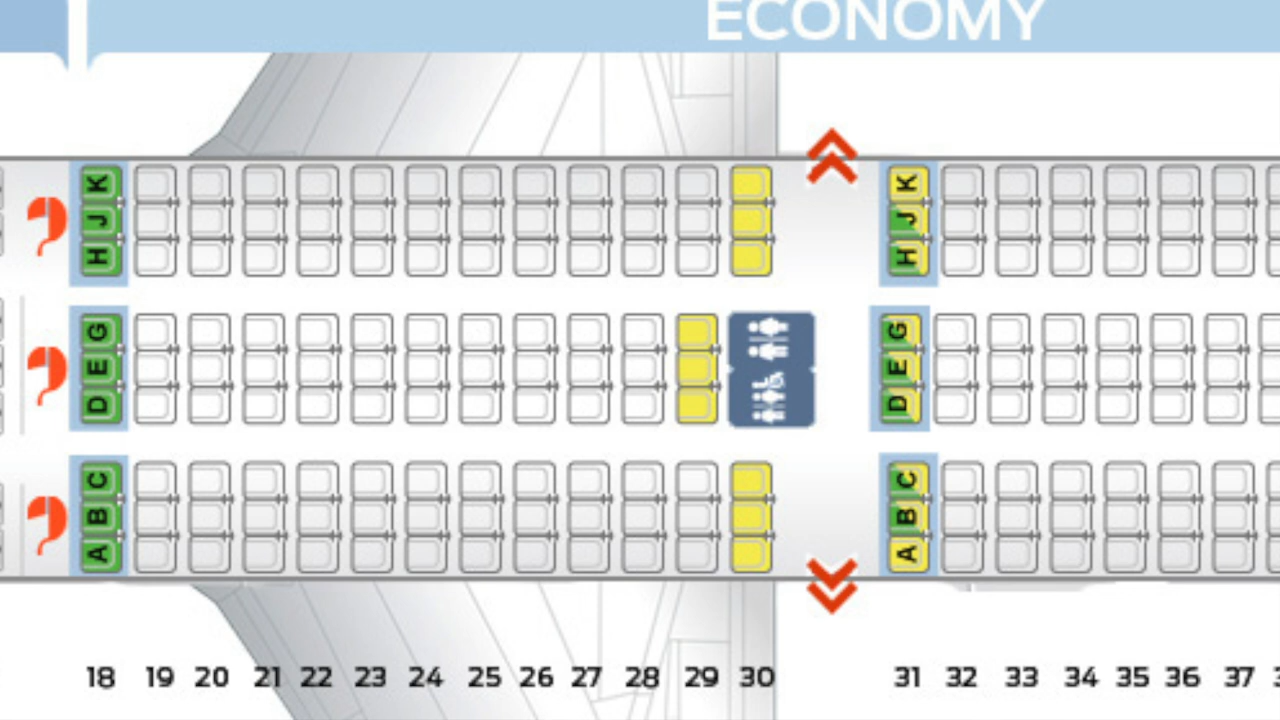 ECONOMY
K K
J J
H H
G G
E E
D D
C C
B B
A A
18 19 20 21 22 23 24 25 26 27 28 29 30 31 32 33 34 35 36 37